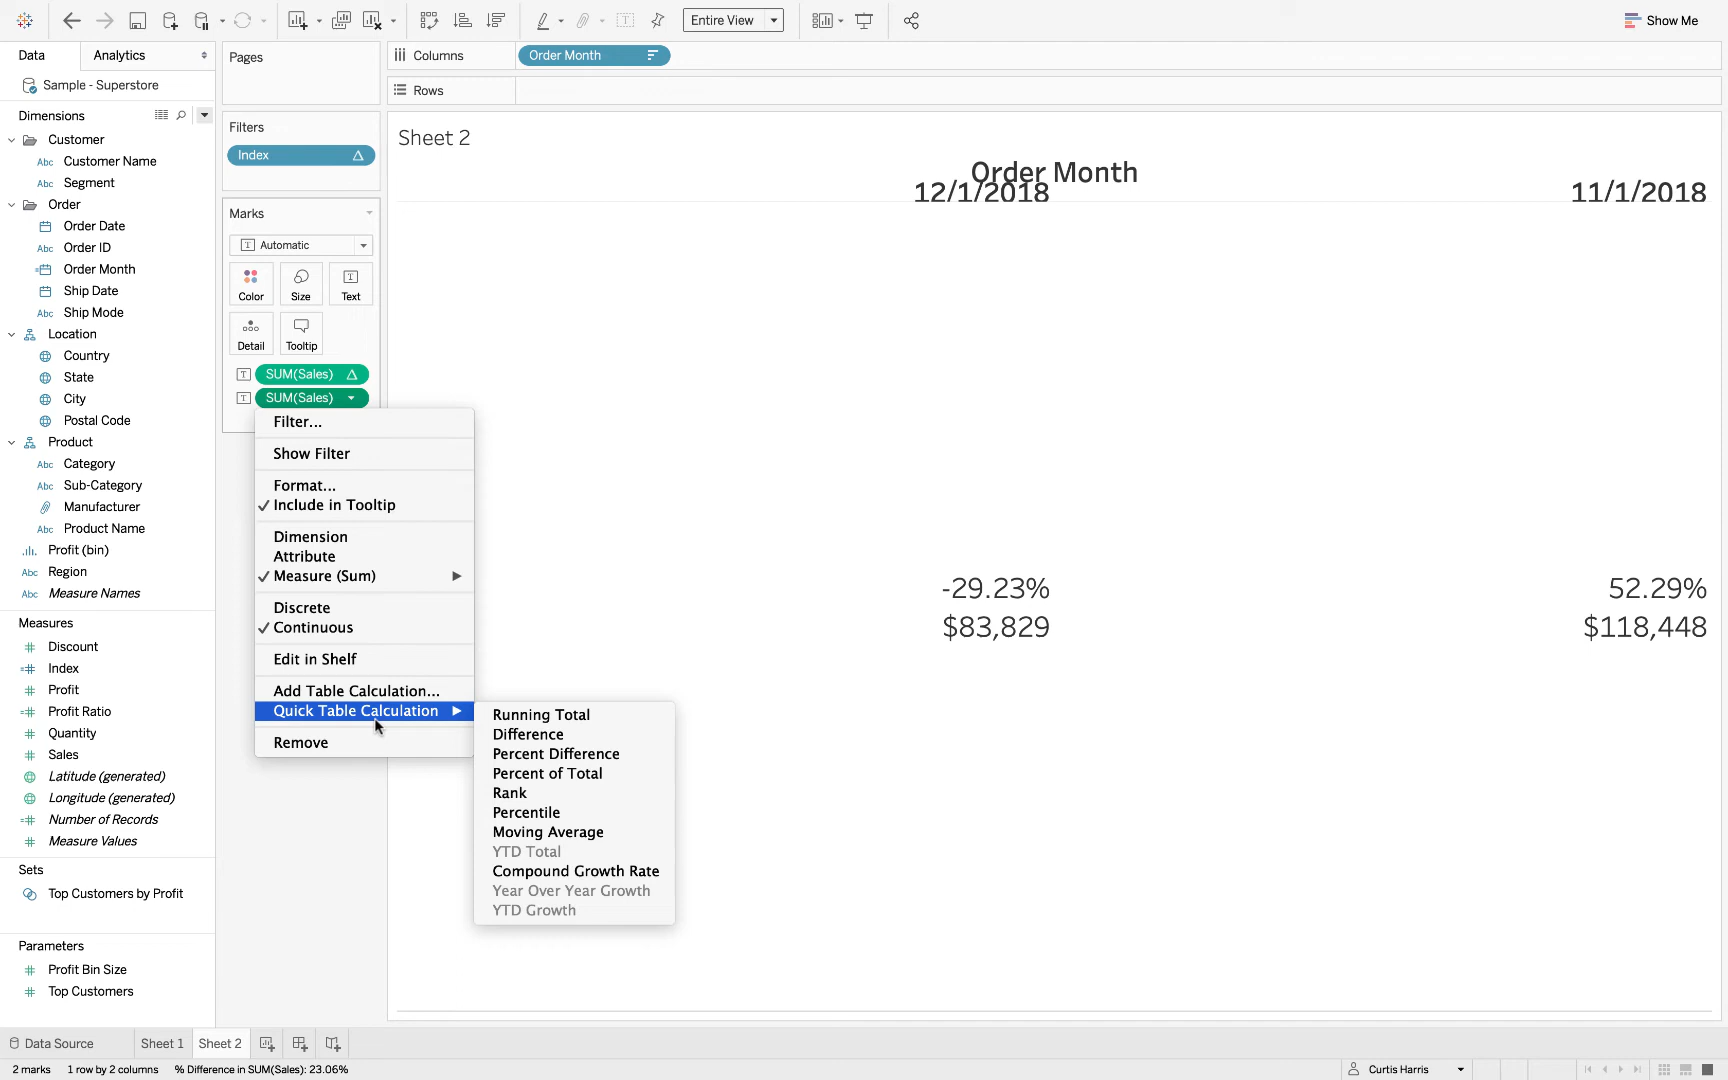 Entire View
Show Me
Data
Analytics
Sample - Superstore
Dimensions
Customer
Abc Customer Name
Abc Segment
Order
Order Date
Abc Order ID
Order Month
Ship Date
Abc Ship Mode
Location
Country
State
City
Postal Code
Product
Abc Category
Abc Sub-Category
Manufacturer
Abc Product Name
Profit (bin)
Abc Region
Abc Measure Names
Measures
# Discount
=# Index
# Profit
=# Profit Ratio
# Quantity
# Sales
Latitude (generated)
Longitude (generated)
=# Number of Records
# Measure Values
Sets
Top Customers by Profit
Parameters
# Profit Bin Size
# Top Customers
Pages
Filters
Index
Marks
T Automatic
Color
Size
T Text
Detail
Tooltip
T SUM(Sales)
T SUM(Sales)
Filter...
Show Filter
Format...
✓ Include in Tooltip
Dimension
Attribute
✓ Measure (Sum)
Discrete
✓ Continuous
Edit in Shelf
Add Table Calculation...
Quick Table Calculation
Remove
Running Total
Difference
Percent Difference
Percent of Total
Rank
Percentile
Moving Average
YTD Total
Compound Growth Rate
Year Over Year Growth
YTD Growth
Columns
Order Month
Rows
Sheet 2
Order Month
12/1/2018
11/1/2018
-29.23%
52.29%
$83,829
$118,448
Data Source
Sheet 1
Sheet 2
2 marks
1 row by 2 columns
% Difference in SUM(Sales): 23.06%
Curtis Harris